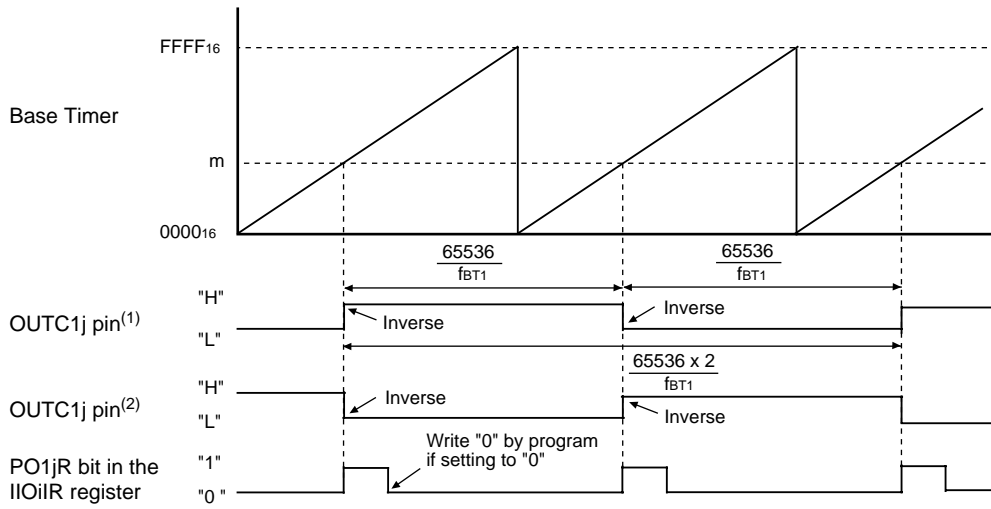 FFFF16
Base Timer
m
000016
65536
fBT1
65536
fBT1
"H"
OUTC1j pin(1)
"L"
Inverse
Inverse
65536 x 2
fBT1
"H"
OUTC1j pin(2)
"L"
Inverse
Inverse
Write "0" by program
if setting to "0"
PO1jR bit in the
IIOiIR register
"1"
"0 "